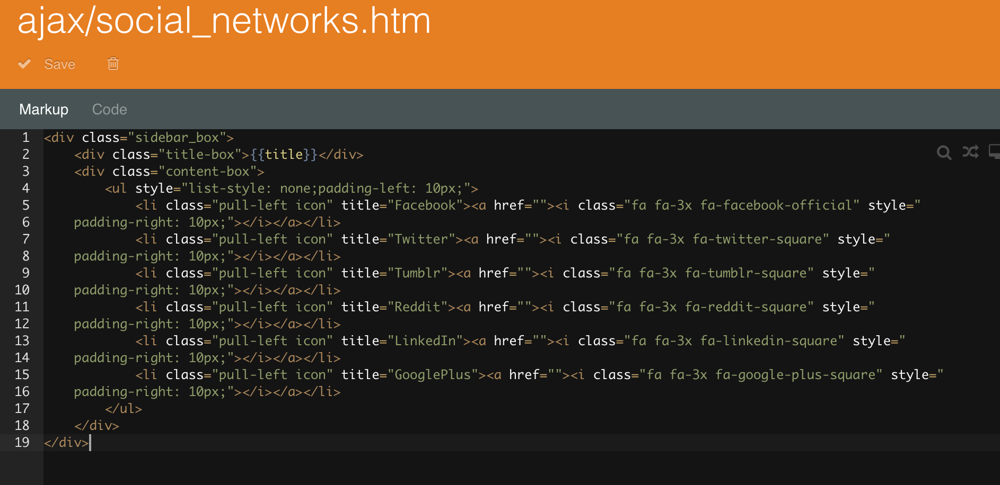 ajax/social_networks.htm
Save
Markup Code
1 <div class="sidebar_box">
2     <div class="title-box">{{title}}</div>
3     <div class="content-box">
4         <ul style="list-style: none;padding-left: 10px;">
5             <li class="pull-left icon" title="Facebook"><a href=""><i class="fa fa-3x fa-facebook-official" style="
6     padding-right: 10px;"></i></a></li>
7             <li class="pull-left icon" title="Twitter"><a href=""><i class="fa fa-3x fa-twitter-square" style="
8     padding-right: 10px;"></i></a></li>
9             <li class="pull-left icon" title="Tumblr"><a href=""><i class="fa fa-3x fa-tumblr-square" style="
10     padding-right: 10px;"></i></a></li>
11             <li class="pull-left icon" title="Reddit"><a href=""><i class="fa fa-3x fa-reddit-square" style="
12     padding-right: 10px;"></i></a></li>
13             <li class="pull-left icon" title="LinkedIn"><a href=""><i class="fa fa-3x fa-linkedin-square" style="
14     padding-right: 10px;"></i></a></li>
15             <li class="pull-left icon" title="GooglePlus"><a href=""><i class="fa fa-3x fa-google-plus-square" style="
16     padding-right: 10px;"></i></a></li>
17         </ul>
18     </div>
19 </div>